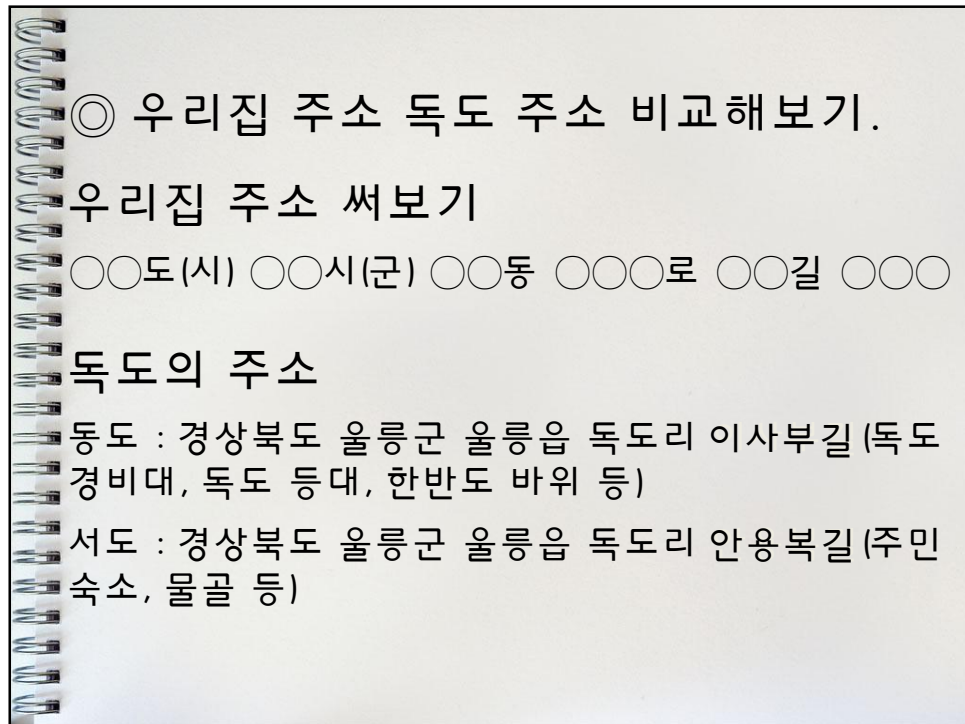 ◎ 우리집 주소 독도 주소 비교해보기.
우리집 주소 써보기
○○도(시) ○○시(군) ○○동 ○○○로 ○○길 ○○○
독도의 주소
동도 : 경상북도 울릉군 울릉읍 독도리 이사부길(독도
경비대, 독도 등대, 한반도 바위 등)
서도 : 경상북도 울릉군 울릉읍 독도리 안용복길(주민
숙소, 물골 등)